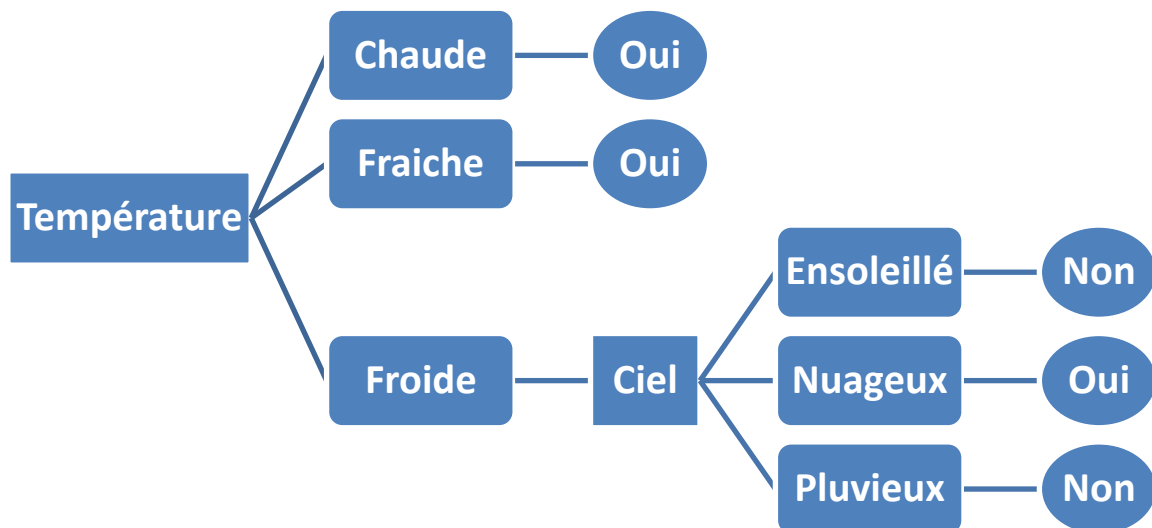 Chaude
Oui
Fraiche
Oui
Température
Ensoleillé
Non
Froide
Ciel
Nuageux
Oui
Pluvieux
Non